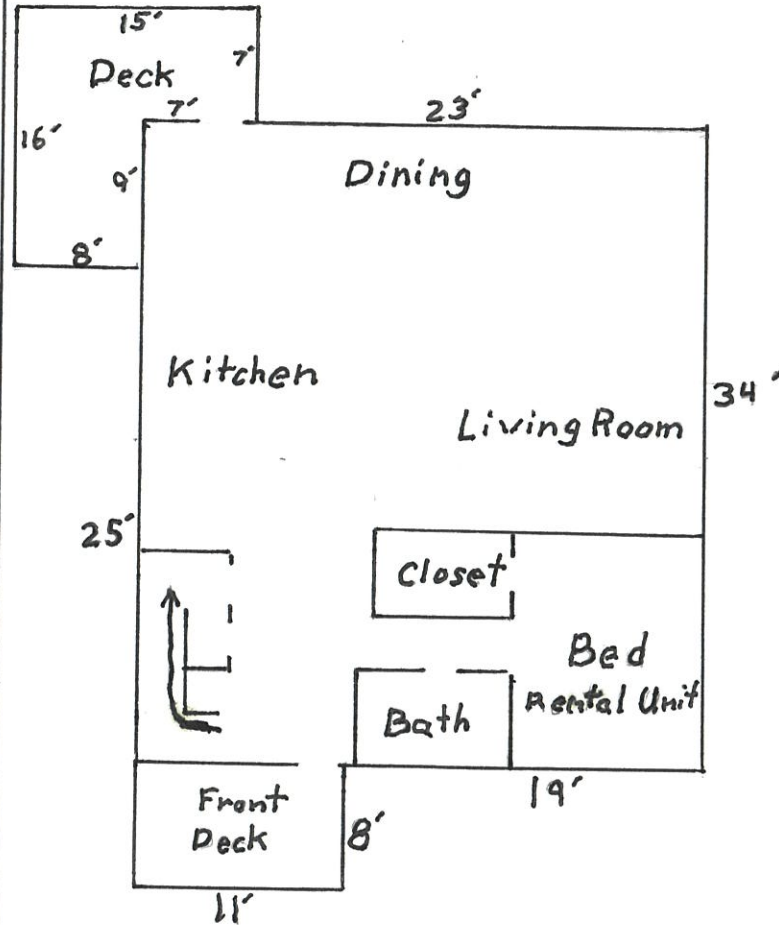 15'
7'
Deck
7'
23'
16'
9'
Dining
8'
Kitchen
34'
Living Room
25'
Closet
Bed
Rental Unit
Bath
19'
Front
Deck
8'
11'